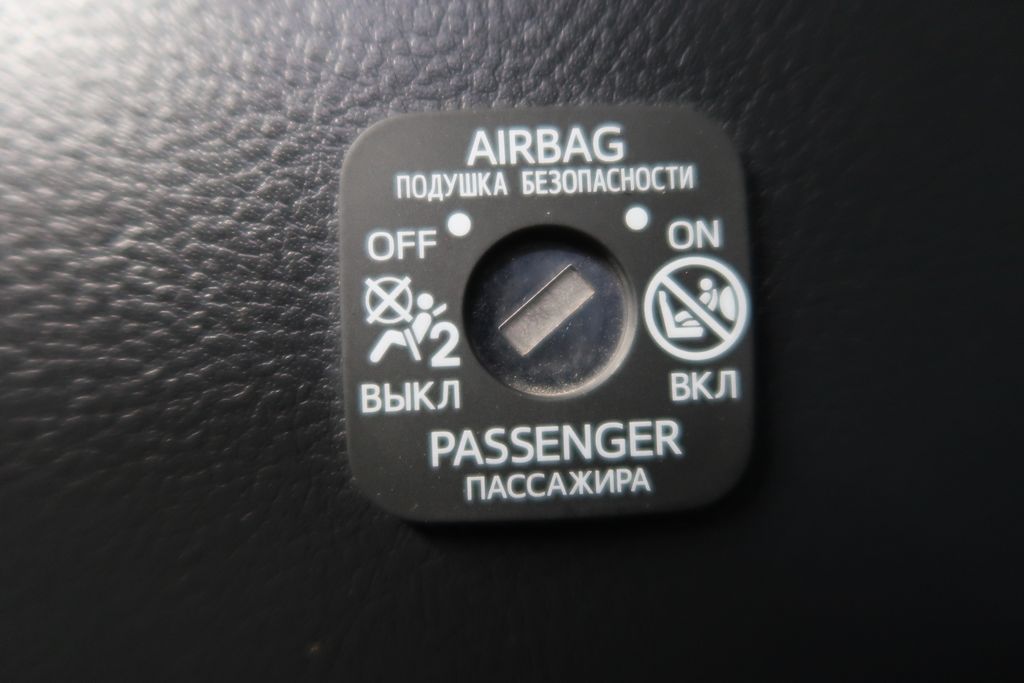 AIRBAG
ПОДУШКА БЕЗОПАСНОСТИ
OFF
ON
2
ВЫКЛ
ВКЛ
PASSENGER
ПАССАЖИРА